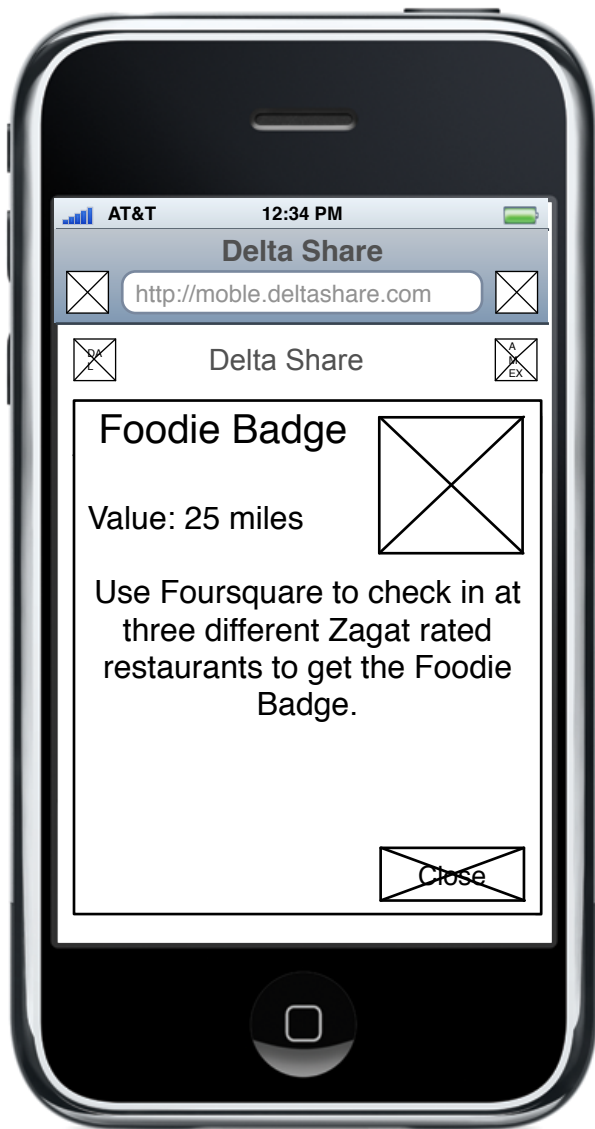 AT&T 12:34 PM
Delta Share
http://moble.deltashare.com
DA
L
Delta Share
A
M
EX
Foodie Badge
Value: 25 miles
Use Foursquare to check in at
three different Zagat rated
restaurants to get the Foodie
Badge.
Close